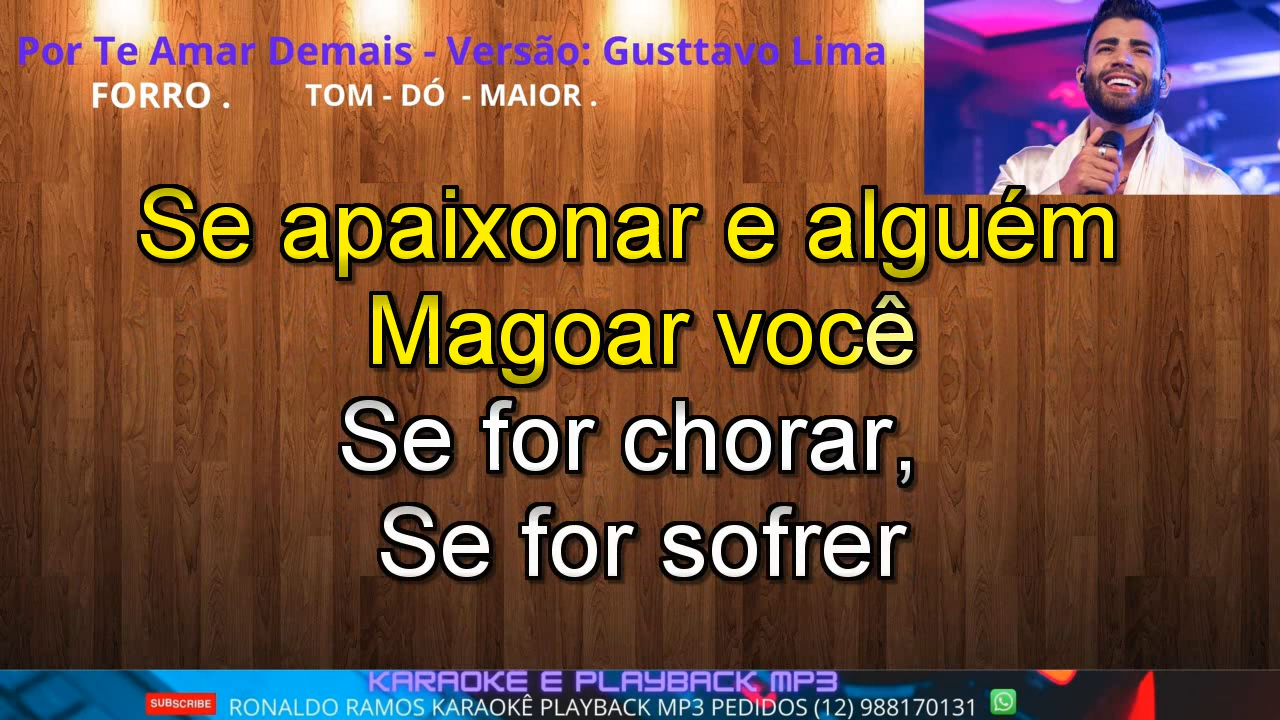 Por Te Amar Demais - Versão: Gusttavo Lima
FORRO . TOM - DÓ - MAIOR .
Se apaixonar e alguém
Magoar você
Se for chorar,
Se for sofrer
KARAOKE E PLAYBACK MP3
SUBSCRIBE RONALDO RAMOS KARAOKÊ PLAYBACK MP3 PEDIDOS (12) 988170131